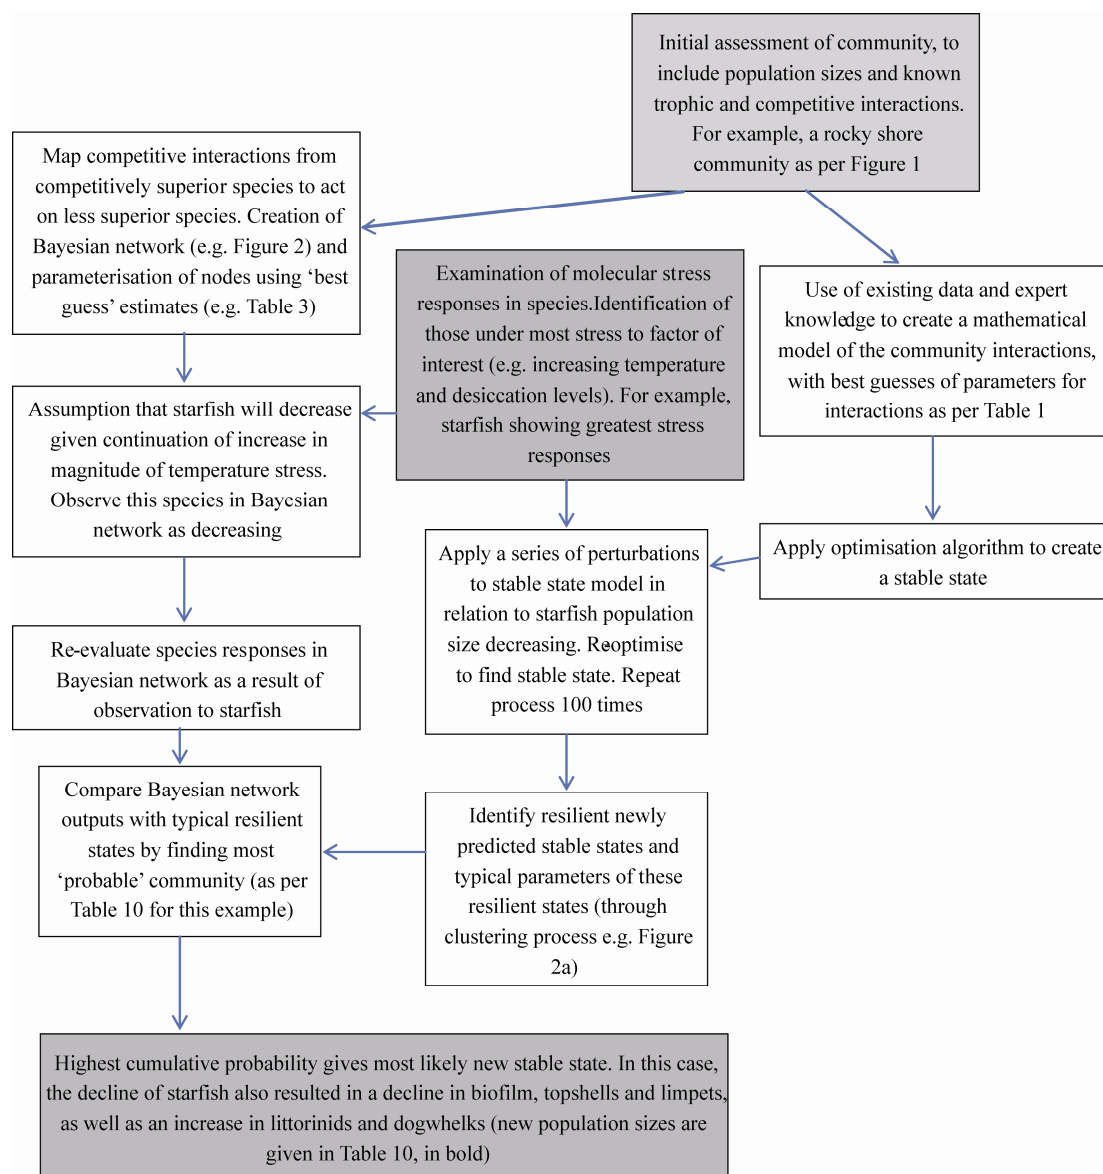 Initial assessment of community, to
include population sizes and known
trophic and competitive interactions.
For example, a rocky shore
community as per Figure 1
Map competitive interactions from
competitively superior species to act
on less superior species. Creation of
Bayesian network (e.g. Figure 2) and
parameterisation of nodes using ‘best
guess’ estimates (e.g. Table 3)
Examination of molecular stress
responses in species.Identification of
those under most stress to factor of
interest (e.g. increasing temperature
and desiccation levels). For example,
starfish showing greatest stress
responses
Use of existing data and expert
knowledge to create a mathematical
model of the community interactions,
with best guesses of parameters for
interactions as per Table 1
Assumption that starfish will decrease
given continuation of increase in
magnitude of temperature stress.
Observe this species in Bayesian
network as decreasing
Apply a series of perturbations
to stable state model in
relation to starfish population
size decreasing. Re-optimise
to find stable state. Repeat
process 100 times
Apply optimisation algorithm to create
a stable state
Re-evaluate species responses in
Bayesian network as a result of
observation to starfish
Compare Bayesian network
outputs with typical resilient
states by finding most
‘probable’ community (as per
Table 10 for this example)
Identify resilient newly
predicted stable states and
typical parameters of these
resilient states (through
clustering process e.g. Figure
2a)
Highest cumulative probability gives most likely new stable state. In this case,
the decline of starfish also resulted in a decline in biofilm, topshells and limpets,
as well as an increase in littorinids and dogwhelks (new population sizes are
given in Table 10, in bold)